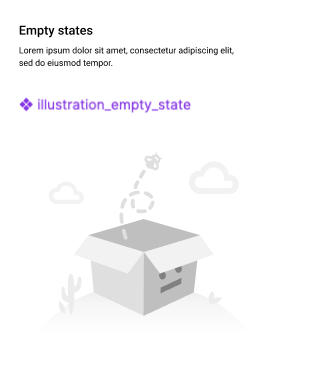 Empty states
Lorem ipsum dolor sit amet, consectetur adipiscing elit,
sed do eiusmod tempor.
illustration_empty_state